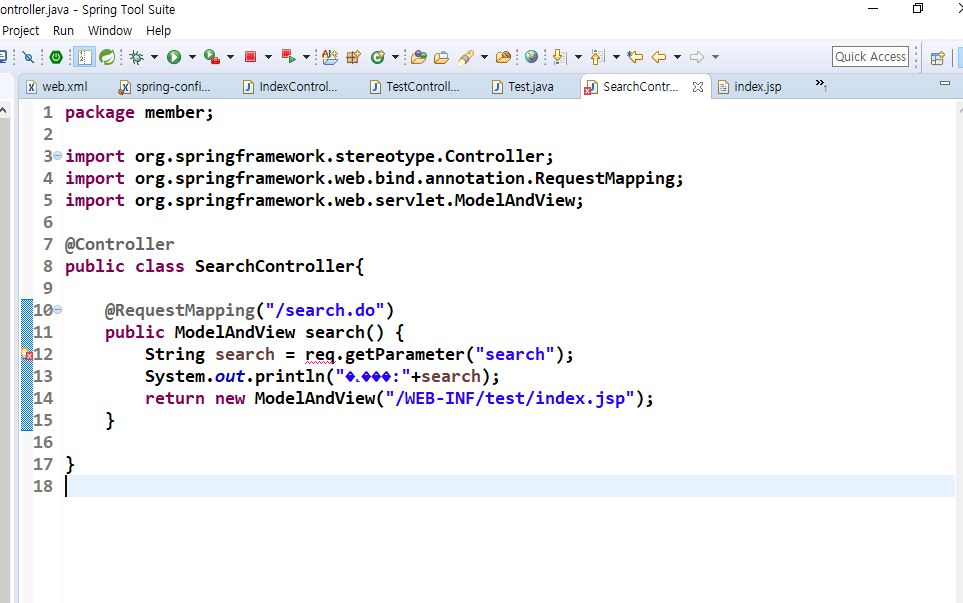 ontroller.java - Spring Tool Suite
Project Run Window Help
Quick Access
web.xml spring-confi... IndexControl... TestControll... Test.java SearchContr... index.jsp »1
1 package member;
2
3 import org.springframework.stereotype.Controller;
4 import org.springframework.web.bind.annotation.RequestMapping;
5 import org.springframework.web.servlet.ModelAndView;
6
7 @Controller
8 public class SearchController{
9
10 @RequestMapping("/search.do")
11 public ModelAndView search() {
12 String search = req.getParameter("search");
13 System.out.println("�˻���:"+search);
14 return new ModelAndView("/WEB-INF/test/index.jsp");
15 }
16
17 }
18